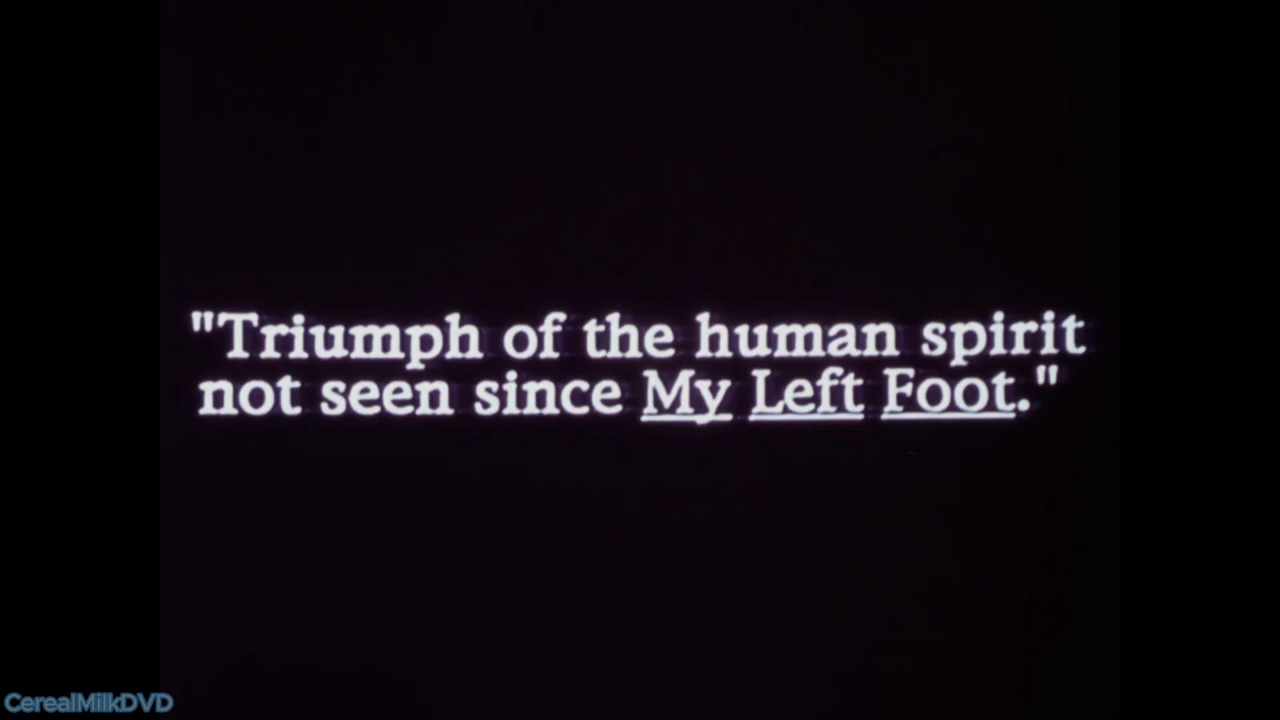 "Triumph of the human spirit
not seen since My Left Foot."
CerealMilkDVD